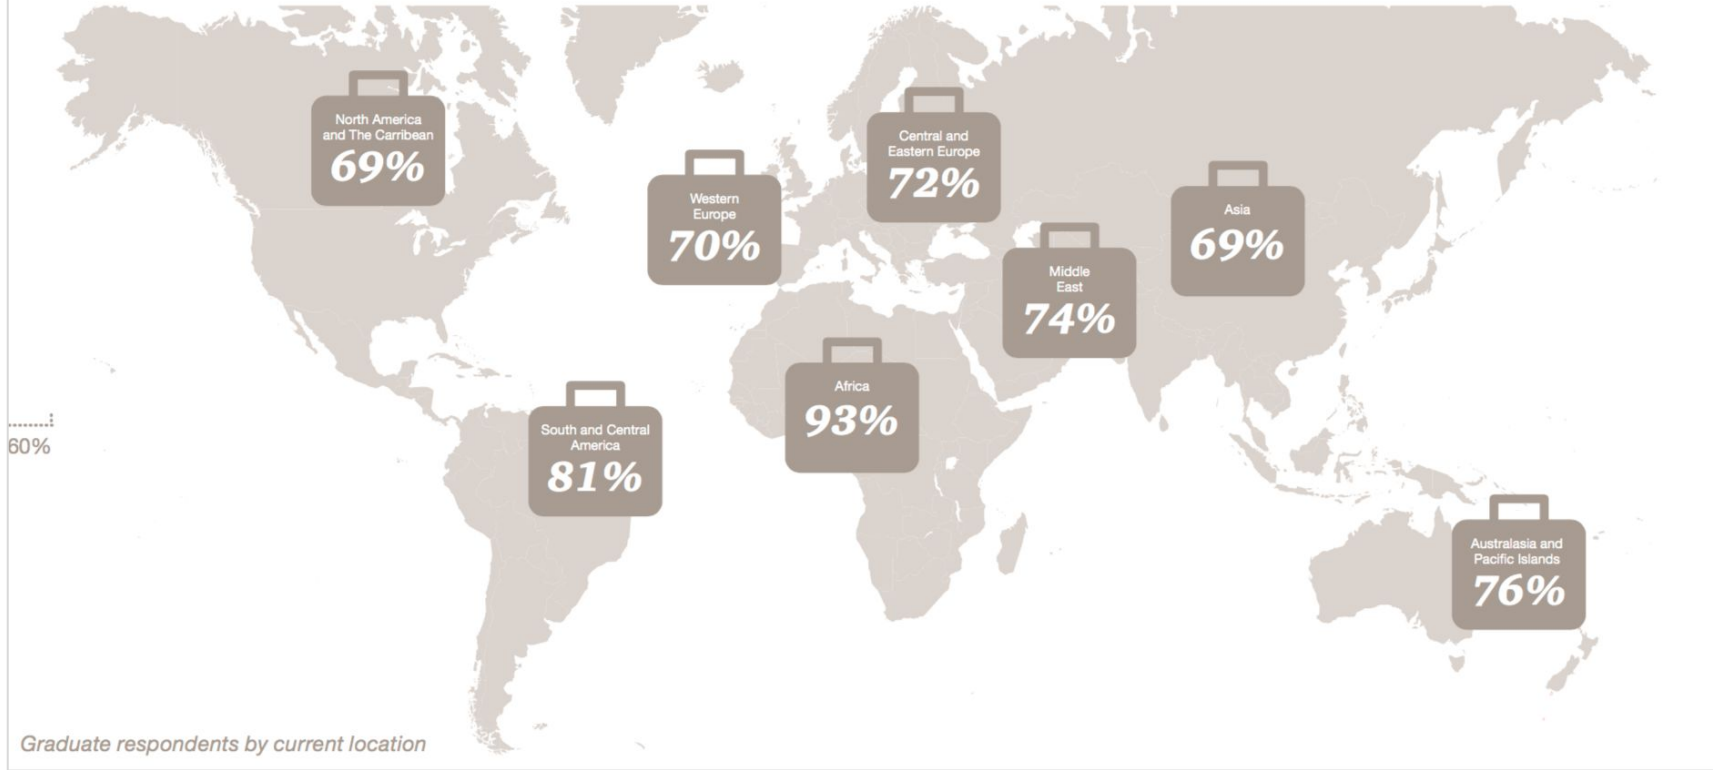 North America
and The Carribean
69%
Western
Europe
70%
Central and
Eastern Europe
72%
Asia
69%
Middle
East
74%
Africa
93%
South and Central
America
81%
60%
Australasia and
Pacific Islands
76%
Graduate respondents by current location